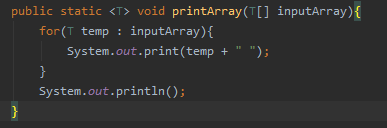 public static <T> void printArray(T[] inputArray){
    for(T temp : inputArray){
        System.out.print(temp + " ");
    }
    System.out.println();
}